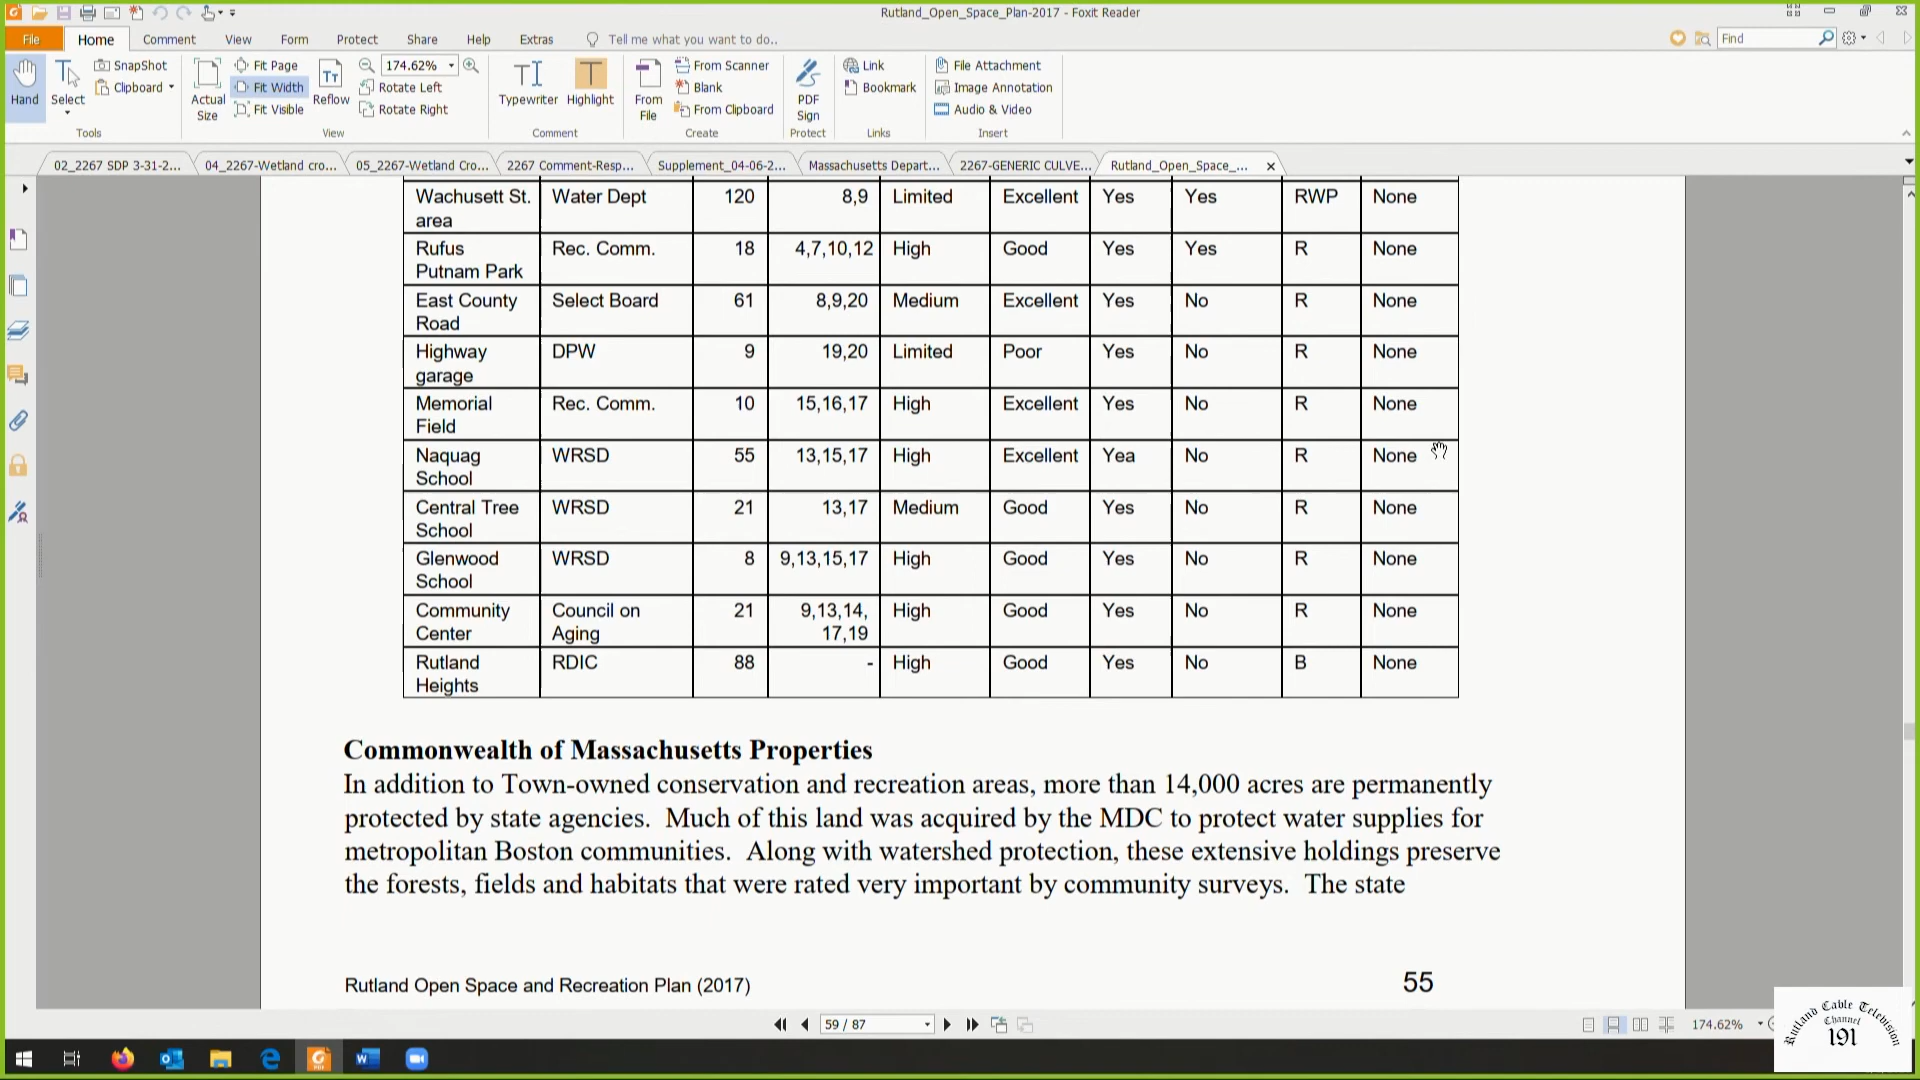 Rutland_Open_Space_Plan-2017 - Foxit Reader
File Home Comment View Form Protect Share Help Extras Tell me what you want to do.. Find
SnapShot Fit Page 174.62% From Scanner Link File Attachment
Clipboard Fit Width Rotate Left Blank Bookmark Image Annotation
Hand Select Actual Size Fit Visible Reflow Rotate Right Typewriter Highlight From File From Clipboard PDF Sign Audio & Video
Tools View Comment Create Protect Links Insert
02_2267 SDP 3-31-2... 04_2267-Wetland cro... 05_2267-Wetland Cro... 2267 Comment-Resp... Supplement_04-06-2... Massachusetts Depart... 2267-GENERIC CULVE... Rutland_Open_Space_...
Wachusett St. Water Dept 120 8,9 Limited Excellent Yes Yes RWP None
area
Rufus Rec. Comm. 18 4,7,10,12 High Good Yes Yes R None
Putnam Park
East County Select Board 61 8,9,20 Medium Excellent Yes No R None
Road
Highway DPW 9 19,20 Limited Poor Yes No R None
garage
Memorial Rec. Comm. 10 15,16,17 High Excellent Yes No R None
Field
Naquag WRSD 55 13,15,17 High Excellent Yea No R None
School
Central Tree WRSD 21 13,17 Medium Good Yes No R None
School
Glenwood WRSD 8 9,13,15,17 High Good Yes No R None
School
Community Council on 21 9,13,14, High Good Yes No R None
Center Aging 17,19
Rutland RDIC 88 - High Good Yes No B None
Heights
Commonwealth of Massachusetts Properties
In addition to Town-owned conservation and recreation areas, more than 14,000 acres are permanently
protected by state agencies.  Much of this land was acquired by the MDC to protect water supplies for
metropolitan Boston communities.  Along with watershed protection, these extensive holdings preserve
the forests, fields and habitats that were rated very important by community surveys.  The state
Rutland Open Space and Recreation Plan (2017) 55
59 / 87 174.62%
Rutland Cable Television
Channel
191